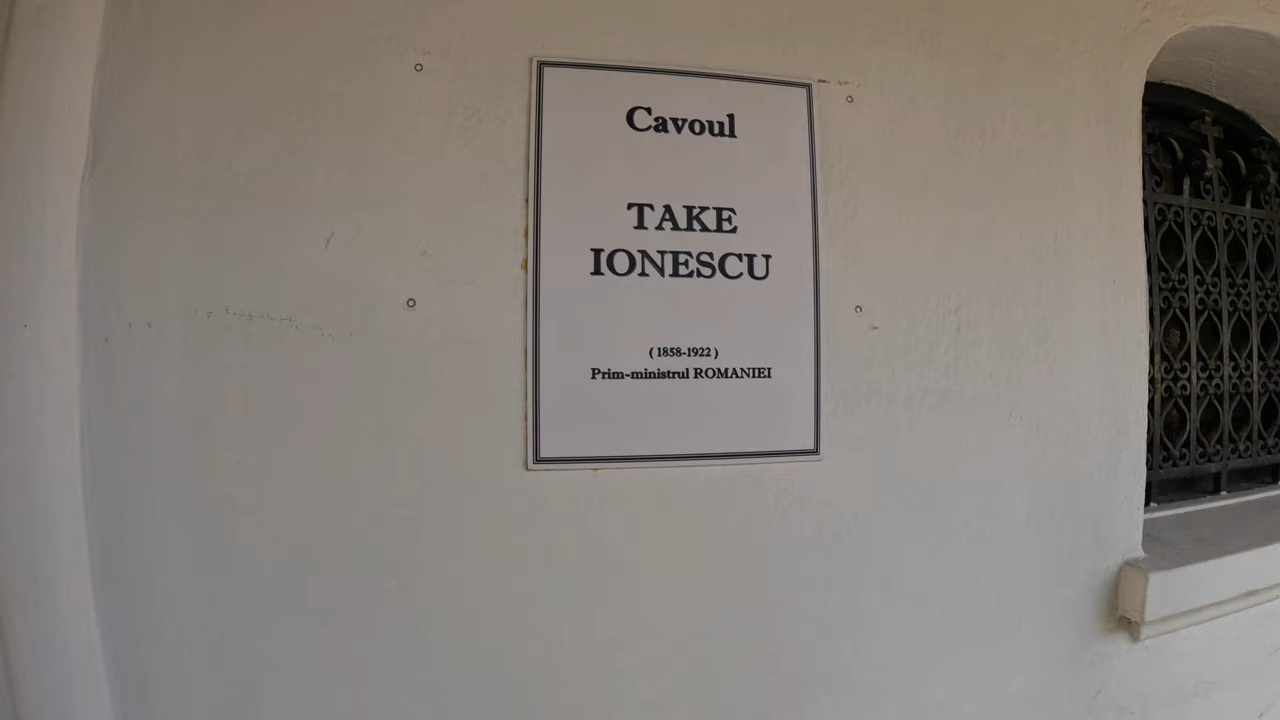 Cavoul
TAKE
IONESCU
( 1858-1922 )
Prim-ministrul ROMANIEI